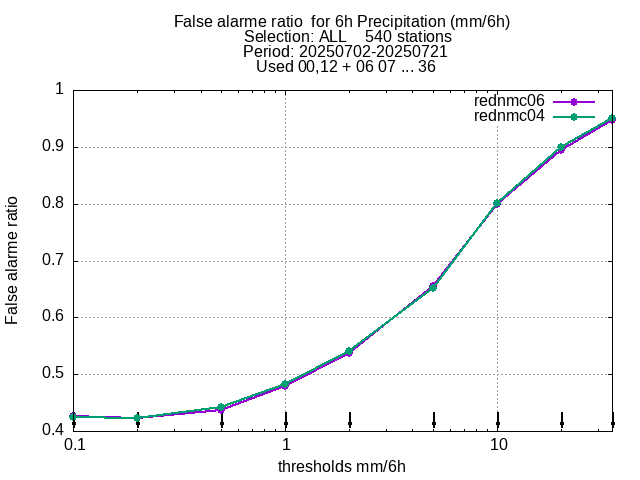 False alarme ratio  for 6h Precipitation (mm/6h)
Selection: ALL    540 stations
Period: 20250702-20250721
Used 00,12 + 06 07 ... 36
rednmc06
rednmc04
1
0.9
0.8
0.7
0.6
0.5
0.4
False alarme ratio
0.1 1 10
thresholds mm/6h